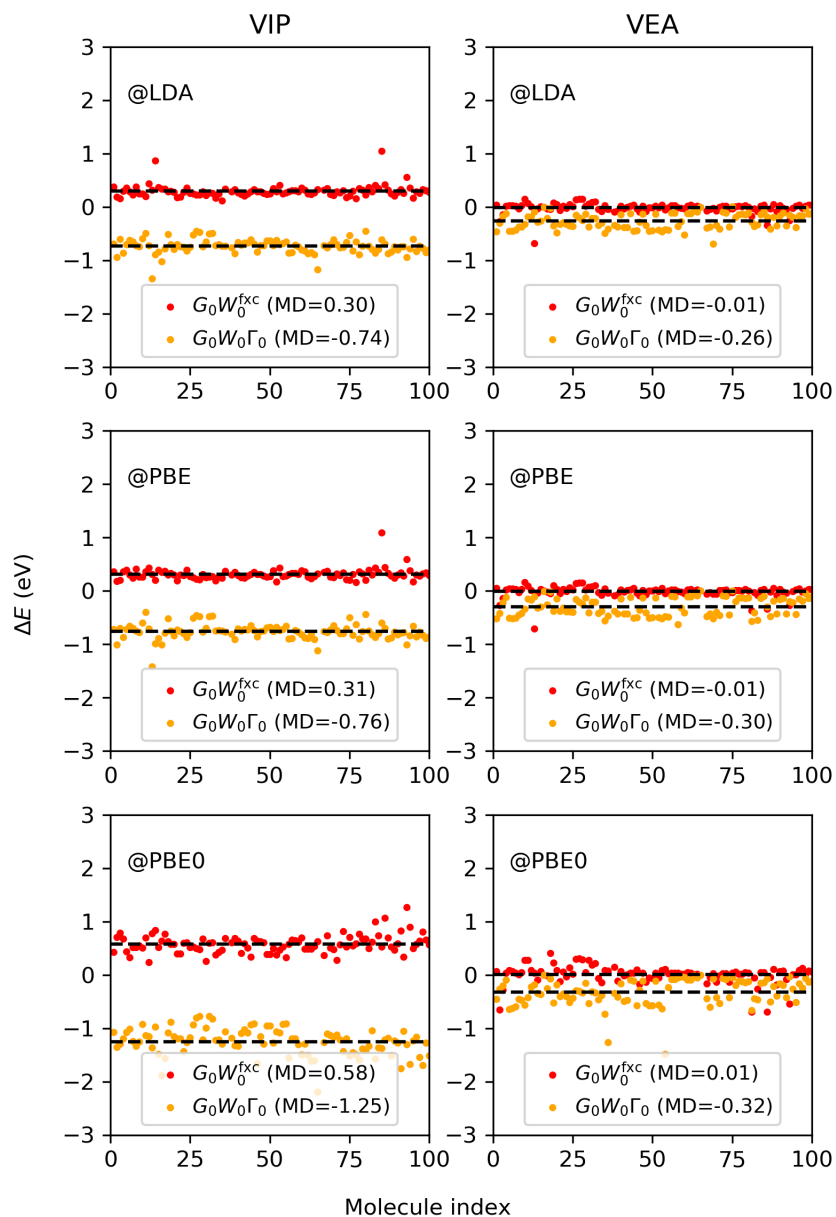 VIP VEA
@LDA
3
2
1
0
−1
−2
−3
0 25 50 75 100
G₀W₀ᶠˣᶜ (MD=0.30)
G₀W₀Γ₀ (MD=-0.74)
@LDA
3
2
1
0
−1
−2
−3
0 25 50 75 100
G₀W₀ᶠˣᶜ (MD=-0.01)
G₀W₀Γ₀ (MD=-0.26)
@PBE
3
2
1
0
−1
−2
−3
0 25 50 75 100
G₀W₀ᶠˣᶜ (MD=0.31)
G₀W₀Γ₀ (MD=-0.76)
@PBE
3
2
1
0
−1
−2
−3
0 25 50 75 100
G₀W₀ᶠˣᶜ (MD=-0.01)
G₀W₀Γ₀ (MD=-0.30)
ΔE (eV)
@PBE0
3
2
1
0
−1
−2
−3
0 25 50 75 100
G₀W₀ᶠˣᶜ (MD=0.58)
G₀W₀Γ₀ (MD=-1.25)
@PBE0
3
2
1
0
−1
−2
−3
0 25 50 75 100
G₀W₀ᶠˣᶜ (MD=0.01)
G₀W₀Γ₀ (MD=-0.32)
Molecule index